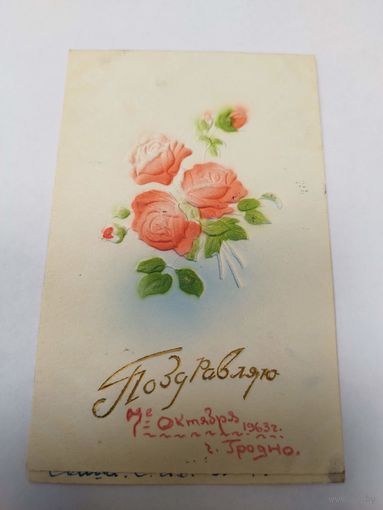 Поздравляю
7е Октября 1963г.
г. Гродно.